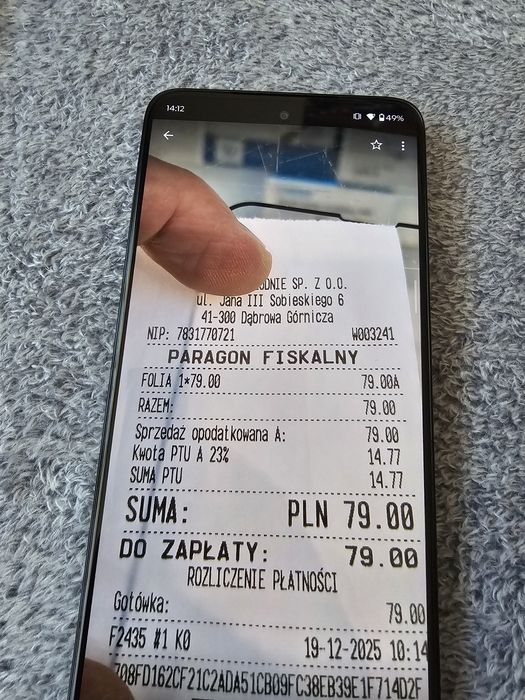 14:12
49%
ODNIE SP. Z O.O.
ul. Jana III Sobieskiego 6
41-300 Dąbrowa Górnicza
NIP: 7831770721 W003241
PARAGON FISKALNY
FOLIA 1*79.00 79.00A
RAZEM: 79.00
Sprzedaż opodatkowana A: 79.00
Kwota PTU A 23% 14.77
SUMA PTU 14.77
SUMA: PLN 79.00
DO ZAPŁATY: 79.00
ROZLICZENIE PŁATNOŚCI
Gotówka: 79.00
F2435 #1 K0 19-12-2025 10:14
708FD162CF21C2ADA51CB09FC38EB39E1F714D2F